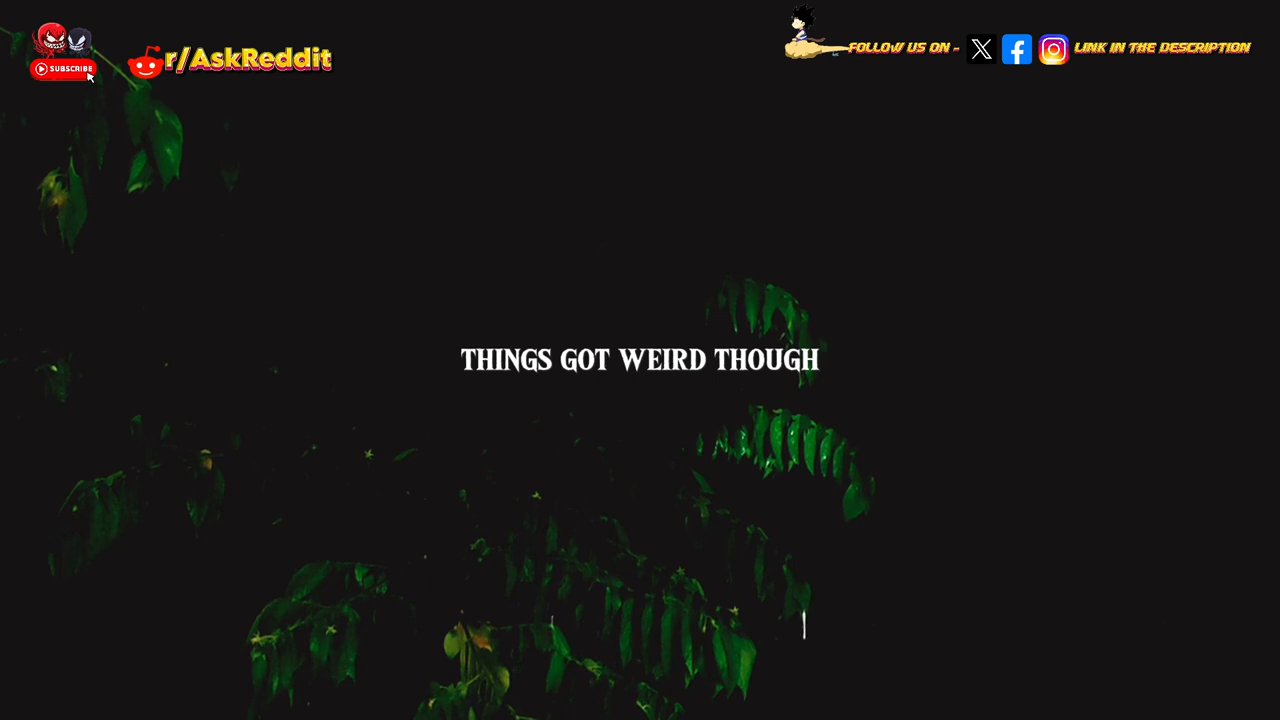 SUBSCRIBE
r/AskReddit
FOLLOW US ON - LINK IN THE DESCRIPTION
THINGS GOT WEIRD THOUGH